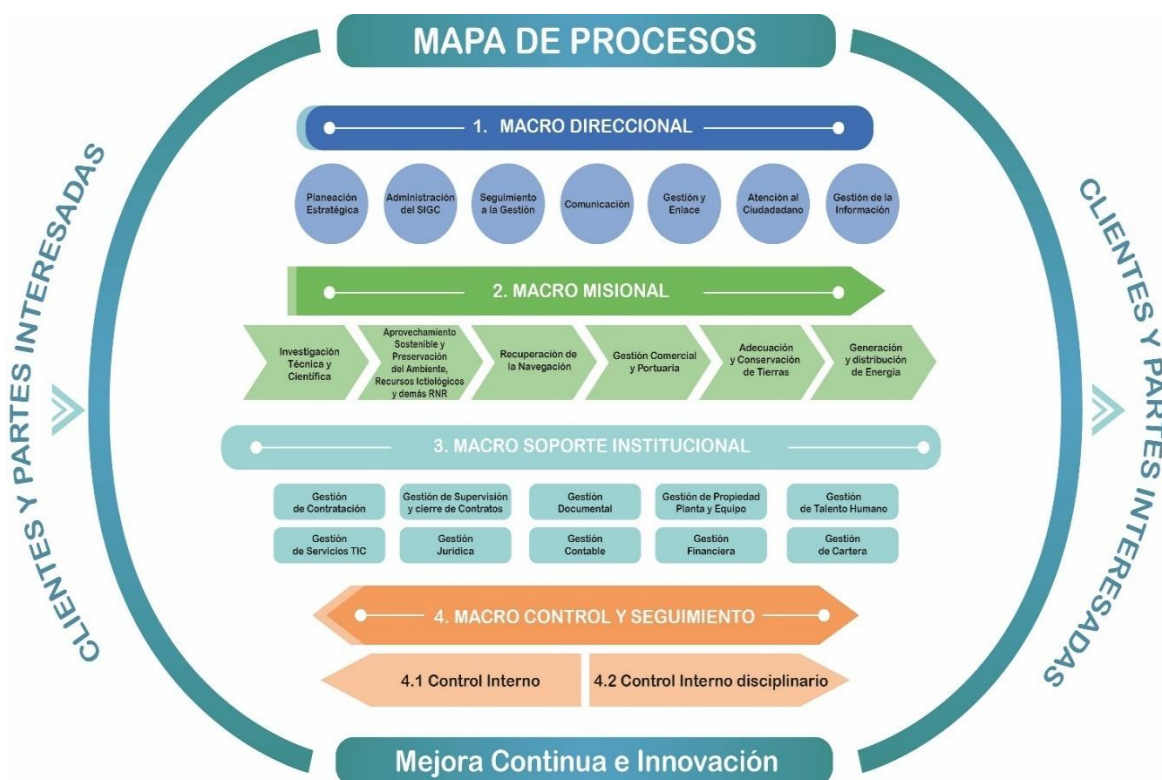 MAPA DE PROCESOS
CLIENTES Y PARTES INTERESADAS
1. MACRO DIRECCIONAL
Planeación
Estratégica
Administración
del SIGC
Seguimiento
a la Gestión
Comunicación
Gestión y
Enlace
Atención al
Ciudadadano
Gestión de la
Información
2. MACRO MISIONAL
Investigación
Técnica y
Científica
Aprovechamiento
Sostenible y
Preservación
del Ambiente,
Recursos Ictiológicos
y demás RNR
Recuperación de
la Navegación
Gestión Comercial
y Portuaria
Adecuación
y Conservación
de Tierras
Generación
y distribución
de Energía
3. MACRO SOPORTE INSTITUCIONAL
Gestión
de Contratación
Gestión de Supervisión
y cierre de Contratos
Gestión
Documental
Gestión de Propiedad
Planta y Equipo
Gestión
de Talento Humano
Gestión
de Servicios TIC
Gestión
Jurídica
Gestión
Contable
Gestión
Financiera
Gestión
de Cartera
4. MACRO CONTROL Y SEGUIMIENTO
4.1 Control Interno
4.2 Control Interno disciplinario
CLIENTES Y PARTES INTERESADAS
Mejora Continua e Innovación